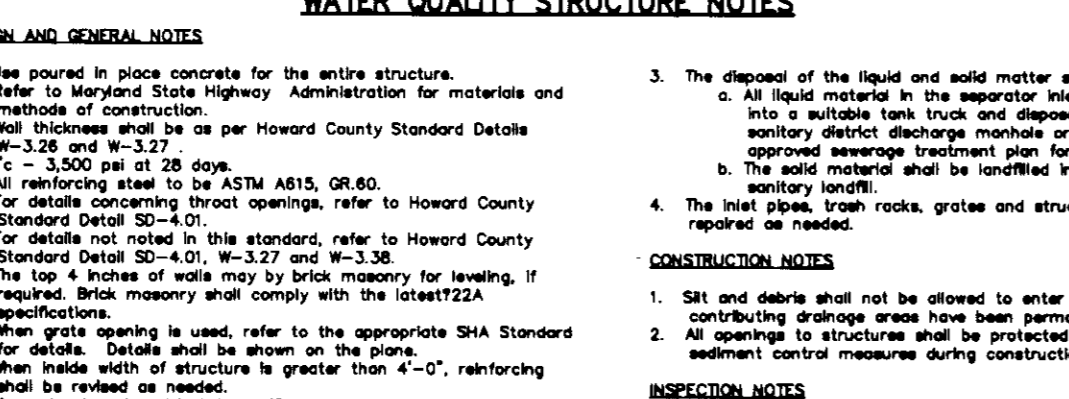 WATER QUALITY STRUCTURE NOTES
AND GENERAL NOTES
poured in place concrete for the entire structure.
Refer to Maryland State Highway Administration for materials and
methods of construction.
Wall thickness shall be as per Howard County Standard Details
W-3.26 and W-3.27 .
'c - 3,500 psi at 28 days.
All reinforcing steel to be ASTM A615, GR.60.
For details concerning throat openings, refer to Howard County
Standard Detail SD-4.01.
For details not noted in this standard, refer to Howard County
Standard Detail SD-4.01, W-3.27 and W-3.38.
The top 4 inches of walls may by brick masonry for leveling, if
required. Brick masonry shall comply with the latest?22A
specifications.
When grate opening is used, refer to the appropriate SHA Standard
for details. Details shall be shown on the plans.
When inside width of structure is greater than 4'-0", reinforcing
shall be revised as needed.
3. The disposal of the liquid and solid matter
a. All liquid material in the separator
into a suitable tank truck and
sanitary district discharge manhole or
approved sewerage treatment plan for
b. The solid material shall be landfilled
sanitary landfill.
4. The inlet pipes, trash racks, grates and
repaired as needed.
CONSTRUCTION NOTES
1. Silt and debris shall not be allowed to enter
contributing drainage areas have been
2. All openings to structures shall be protected
sediment control measures during
INSPECTION NOTES